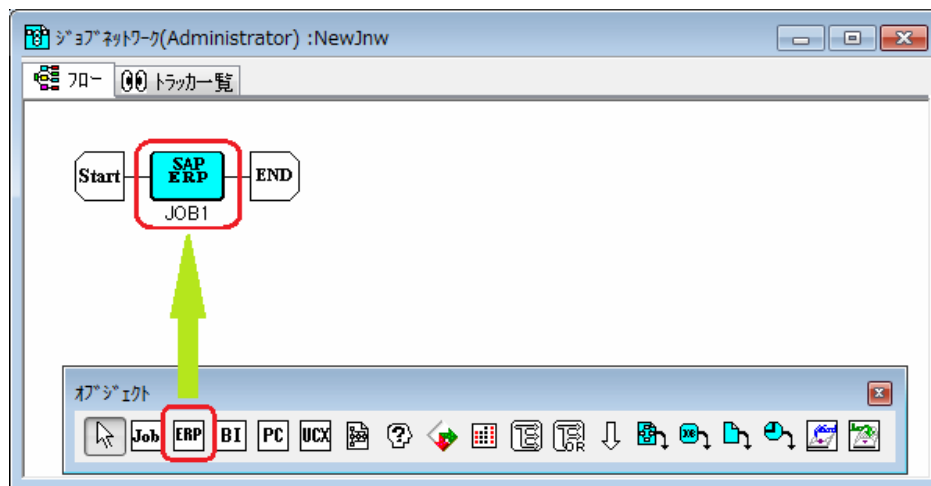 ｼﾞｮﾌﾞﾈｯﾄﾜｰｸ(Administrator) :NewJnw
ﾌﾛｰ ﾄﾗｯｶ一覧
Start SAP ERP END
JOB1
ｵﾌﾞｼﾞｪｸﾄ
Job ERP BI PC UCX OR